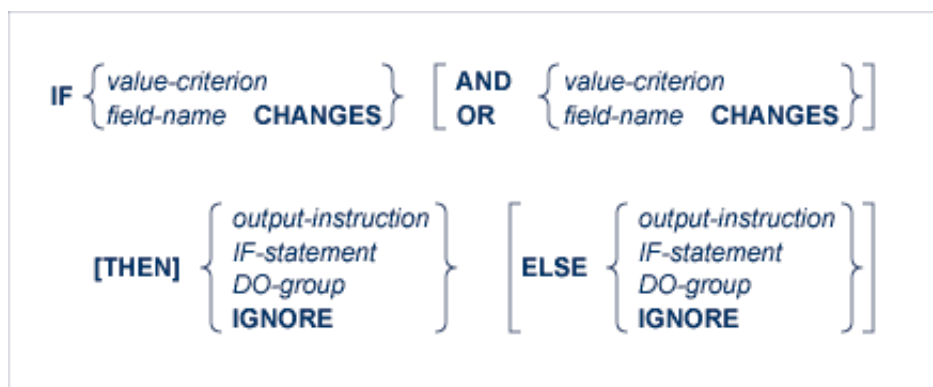 IF { value-criterion } [ AND { value-criterion } ]
field-name CHANGES OR field-name CHANGES
[THEN] { output-instruction } [ ELSE { output-instruction } ]
IF-statement IF-statement
DO-group DO-group
IGNORE IGNORE